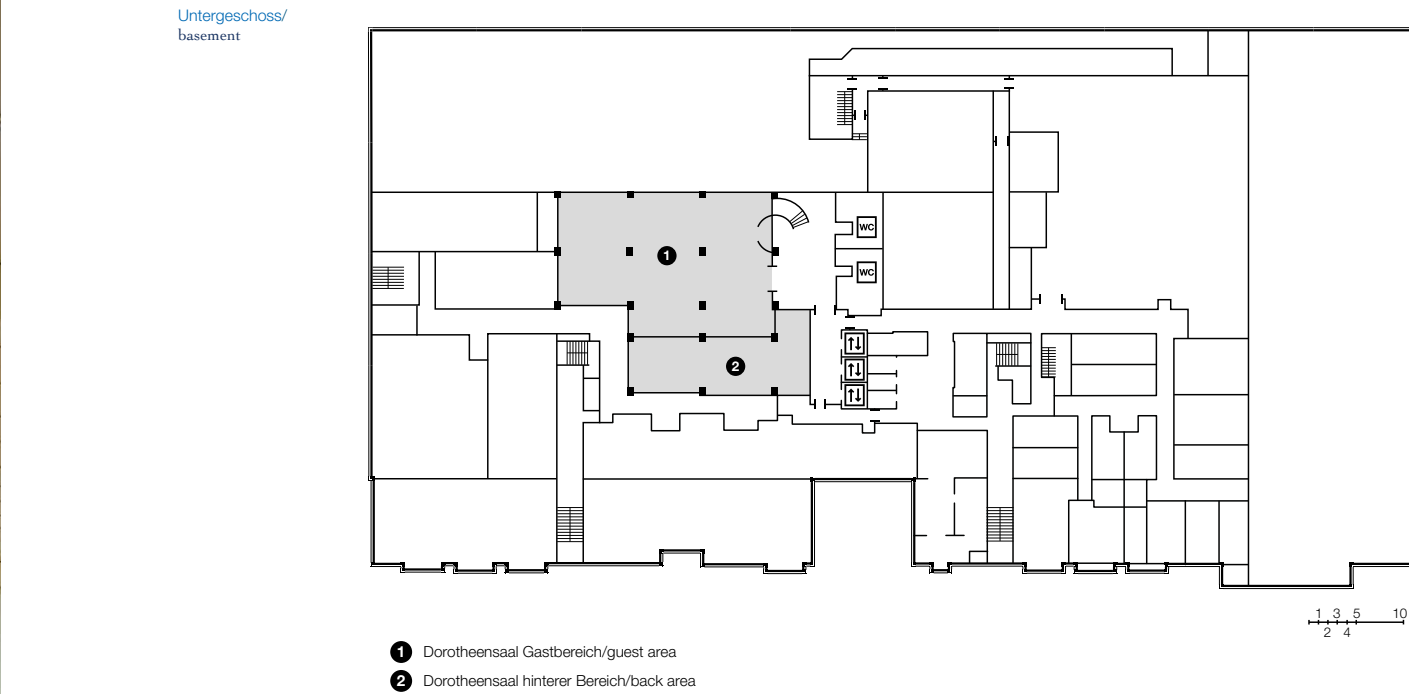 Untergeschoss/
basement
WC
1
WC
2
1 3 5 10
2 4
1 Dorotheensaal Gastbereich/guest area
2 Dorotheensaal hinterer Bereich/back area